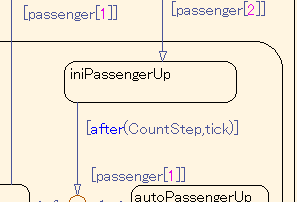 [passenger[1]]
[passenger[2]]
iniPassengerUp
[after(CountStep,tick)]
[passenger[1]]
autoPassengerUp